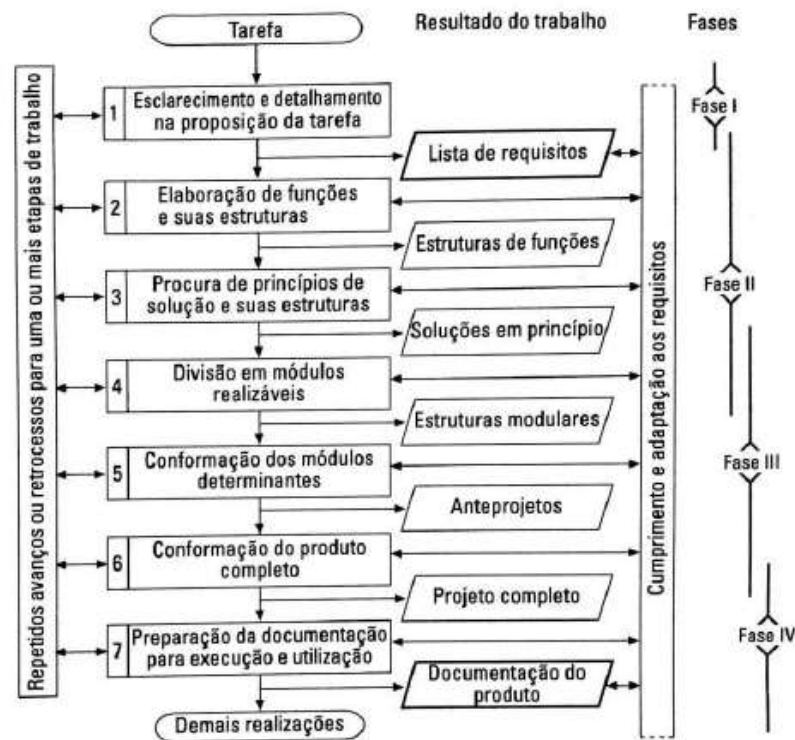 Tarefa
Resultado do trabalho
Fases
Repetidos avanços ou retrocessos para uma ou mais etapas de trabalho
1
Esclarecimento e detalhamento
na proposição da tarefa
Lista de requisitos
2
Elaboração de funções
e suas estruturas
Estruturas de funções
3
Procura de princípios de
solução e suas estruturas
Soluções em princípio
4
Divisão em módulos
realizáveis
Estruturas modulares
5
Conformação dos módulos
determinantes
Anteprojetos
6
Conformação do produto
completo
Projeto completo
7
Preparação da documentação
para execução e utilização
Documentação do
produto
Demais realizações
Cumprimento e adaptação aos requisitos
Fase I
Fase II
Fase III
Fase IV